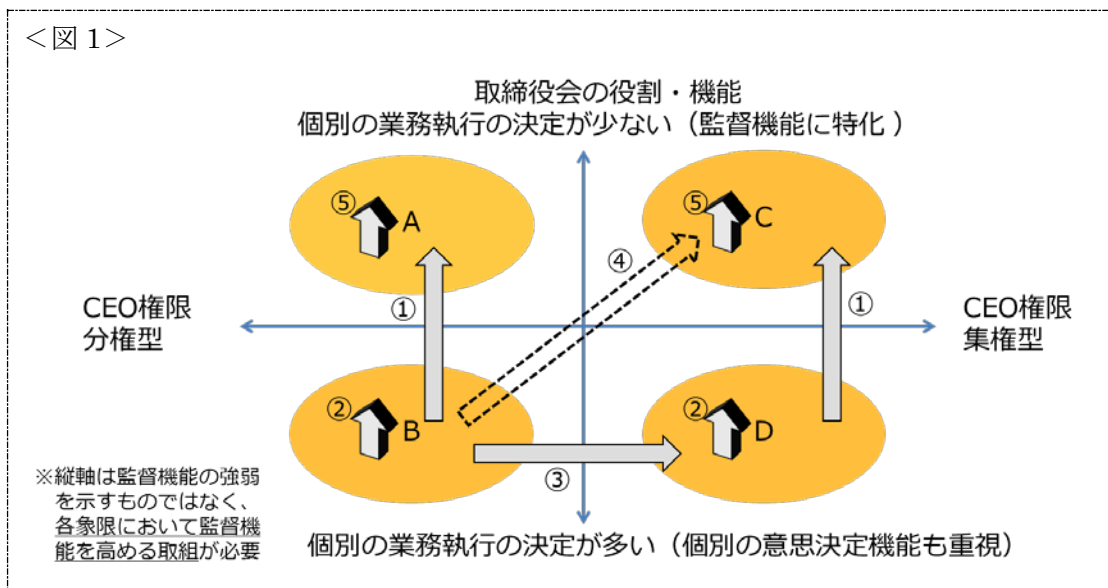 <図 1>
取締役会の役割・機能
個別の業務執行の決定が少ない（監督機能に特化 ）
⑤
A
⑤
C
④
CEO権限
分権型
①
①
CEO権限
集権型
②
B
②
D
③
※縦軸は監督機能の強弱
を示すものではなく、
各象限において監督機
能を高める取組が必要
個別の業務執行の決定が多い（個別の意思決定機能も重視）